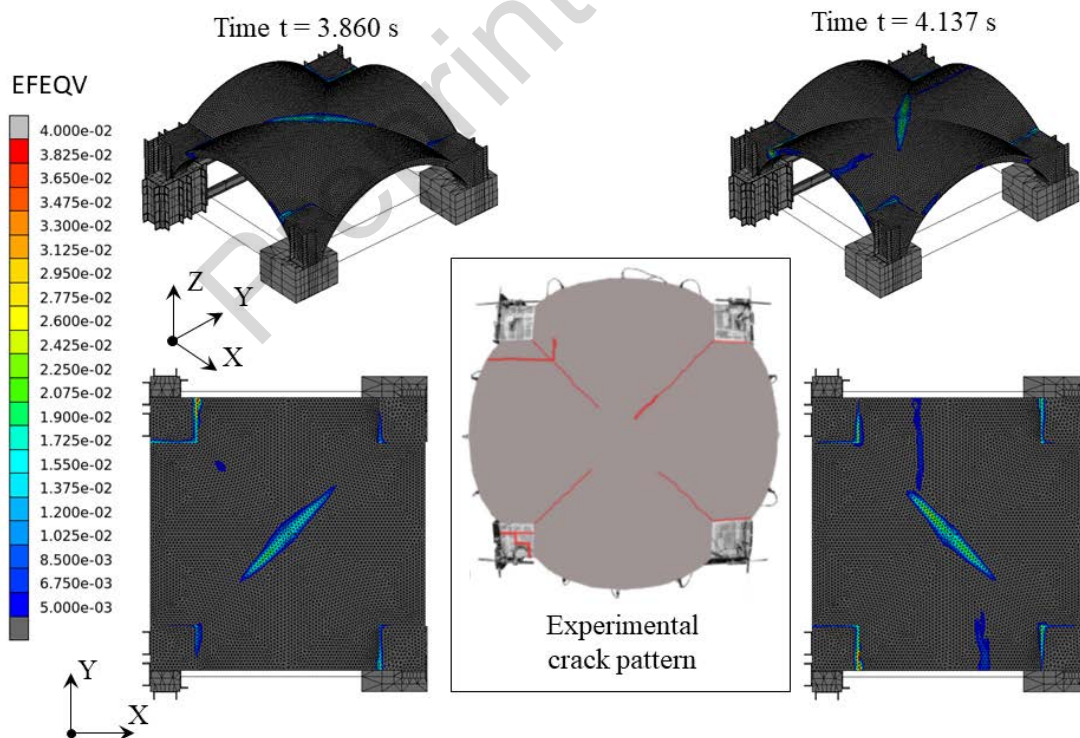 Time t = 3.860 s
Time t = 4.137 s
EFEQV
4.000e-02
3.825e-02
3.650e-02
3.475e-02
3.300e-02
3.125e-02
2.950e-02
2.775e-02
2.600e-02
2.425e-02
2.250e-02
2.075e-02
1.900e-02
1.725e-02
1.550e-02
1.375e-02
1.200e-02
1.025e-02
8.500e-03
6.750e-03
5.000e-03
Preprint
Z
Y
X
Experimental
crack pattern
Y
X